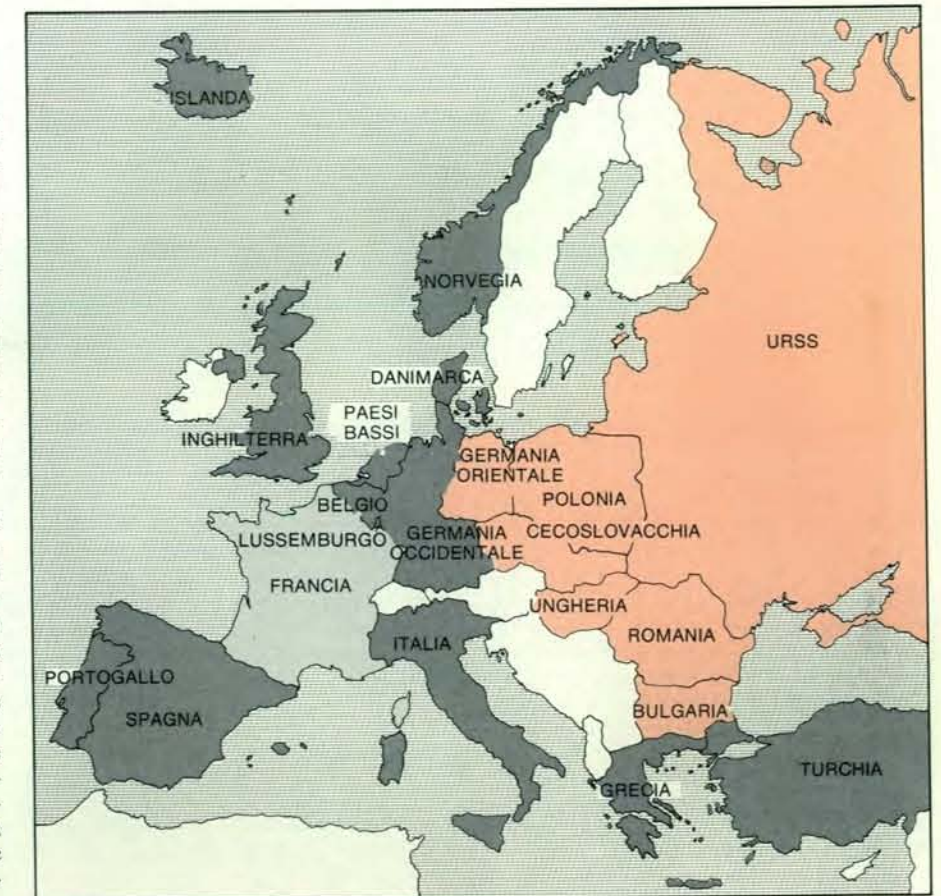 ISLANDA
NORVEGIA
URSS
DANIMARCA
PAESI
BASSI
INGHILTERRA
GERMANIA
ORIENTALE
POLONIA
BELGIO
LUSSEMBURGO
GERMANIA
OCCIDENTALE
CECOSLOVACCHIA
FRANCIA
UNGHERIA
ROMANIA
ITALIA
PORTOGALLO
SPAGNA
BULGARIA
TURCHIA
GRECIA